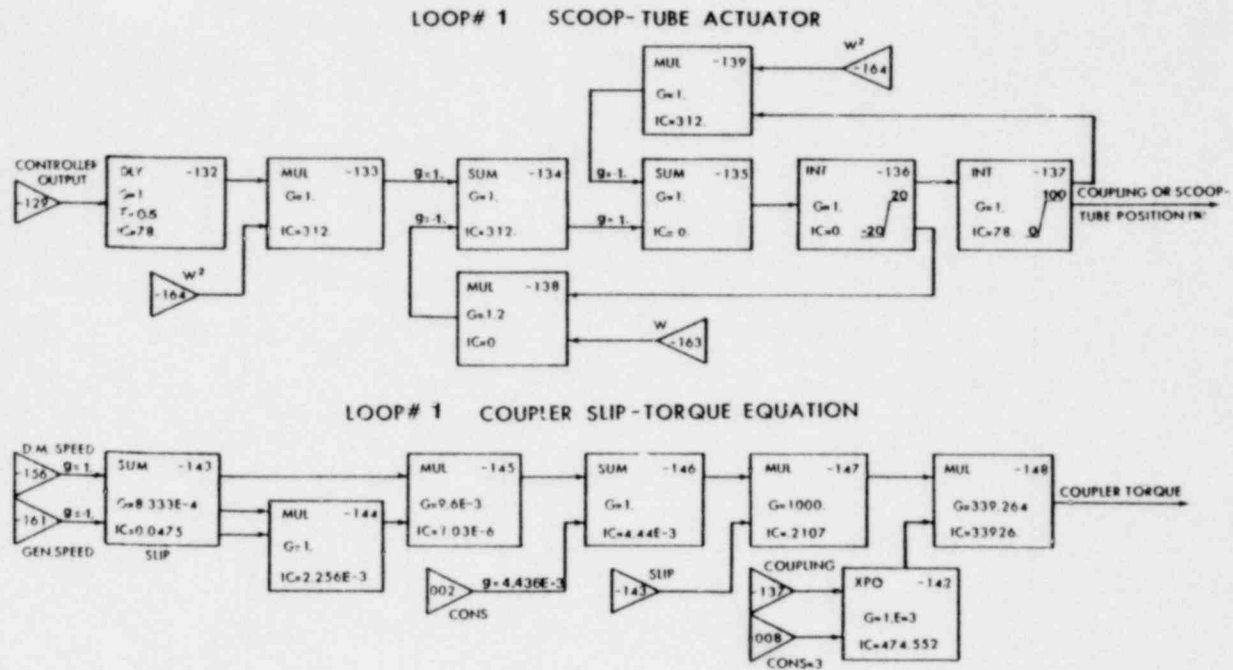 LOOP# 1 SCOOP-TUBE ACTUATOR
W²
-164
MUL -139
G=1.
IC=312.
CONTROLLER OUTPUT
-129
DLY -132
G=1
T=0.5
IC=78.
MUL -133
G=1.
IC=312.
W²
-164
g=1.
g=-1.
SUM -134
G=1.
IC=312.
g=-1.
g=1.
SUM -135
G=1.
IC=0.
INT -136
G=1.
20
IC=0. -20
INT -137
G=1.
100
IC=78. 0
COUPLING OR SCOOP-
TUBE POSITION (%)
MUL -138
G=1.2
IC=0
W
-163
LOOP# 1 COUPLER SLIP-TORQUE EQUATION
D.M. SPEED
-156
g=1.
-161
g=-1.
GEN.SPEED
SUM -143
G=8.333E-4
IC=0.0475
SLIP
MUL -144
G=1.
IC=2.256E-3
MUL -145
G=9.6E-3
IC=1.03E-6
002
CONS
g=4.436E-3
SUM -146
G=1.
IC=4.44E-3
SLIP
-143
MUL -147
G=1000.
IC=.2107
COUPLING
-137
008
CONS=3
XPO -142
G=1.E=3
IC=474.552
MUL -148
G=339.264
IC=33926.
COUPLER TORQUE